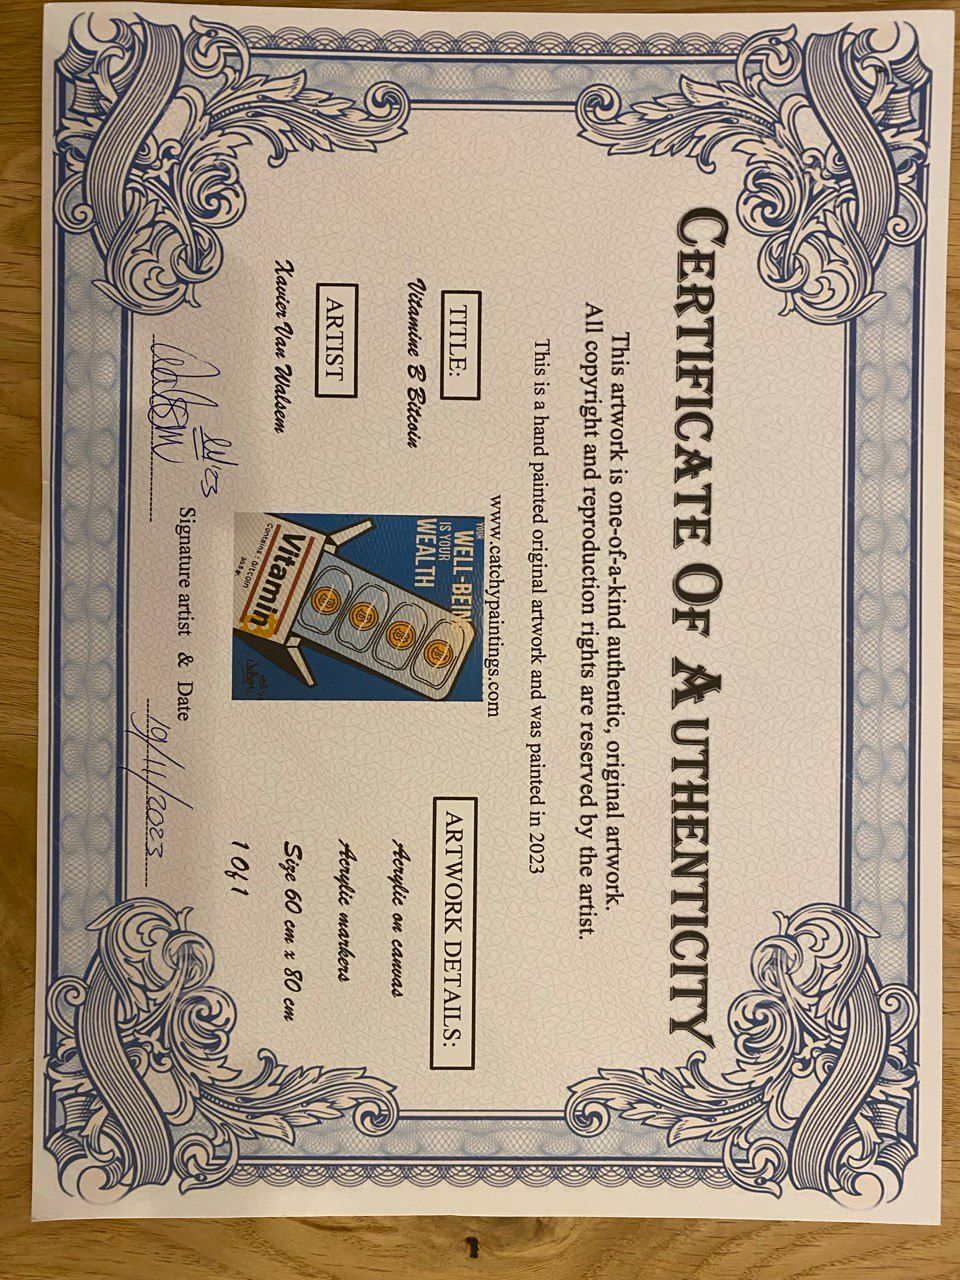 CERTIFICATE OF AUTHENTICITY
This artwork is one-of-a-kind authentic, original artwork.
All copyright and reproduction rights are reserved by the artist.
This is a hand painted original artwork and was painted in 2023
www.catchypaintings.com
TITLE:
Vitamine B Bitcoin
ARTIST
Xavier Van Walsem
YOUR
WELL-BEIN
IS YOUR
WEALTH
Vitamin
Contains: Bitcoin
ARTWORK DETAILS:
Acrylic on canvas
Acrylic markers
Size 60 cm x 80 cm
1 Of 1
Signature artist & Date
19/11/2023